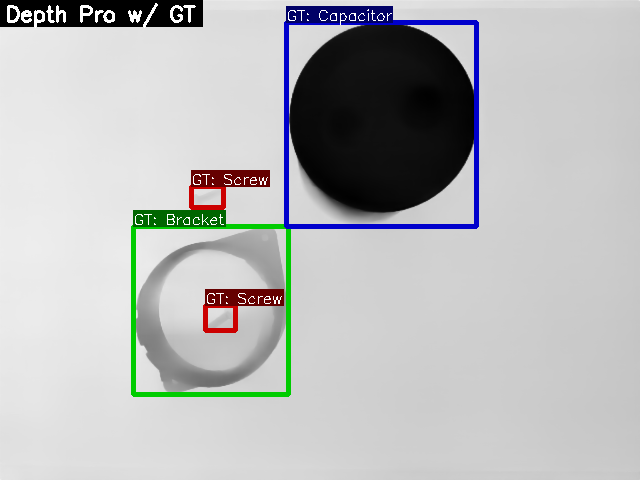 Depth Pro w/ GT
GT: Capacitor
GT: Screw
GT: Bracket
GT: Screw